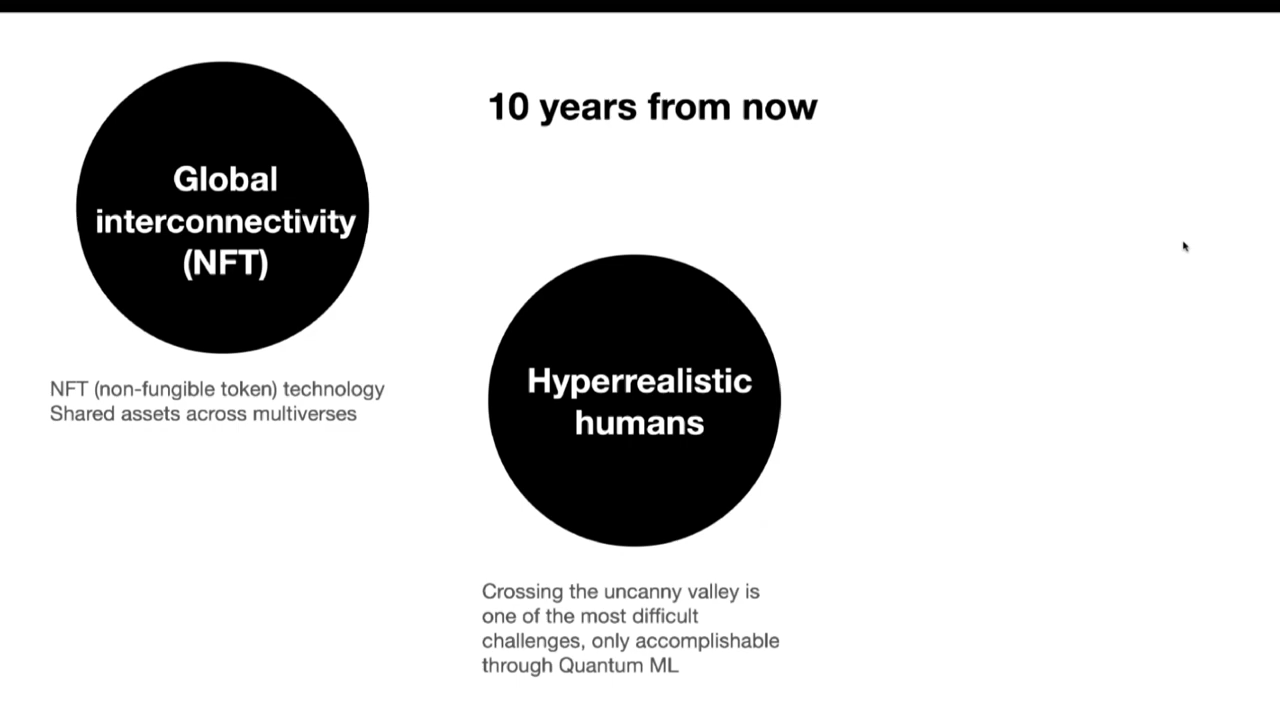 10 years from now
Global
interconnectivity
(NFT)
NFT (non-fungible token) technology
Shared assets across multiverses
Hyperrealistic
humans
Crossing the uncanny valley is
one of the most difficult
challenges, only accomplishable
through Quantum ML